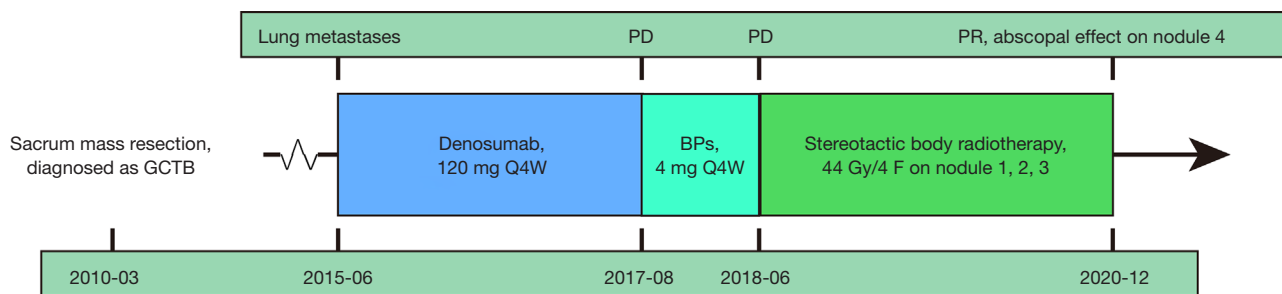 Lung metastases
PD
PD
PR, abscopal effect on nodule 4
Sacrum mass resection,
diagnosed as GCTB
Denosumab,
120 mg Q4W
BPs,
4 mg Q4W
Stereotactic body radiotherapy,
44 Gy/4 F on nodule 1, 2, 3
2010-03
2015-06
2017-08
2018-06
2020-12